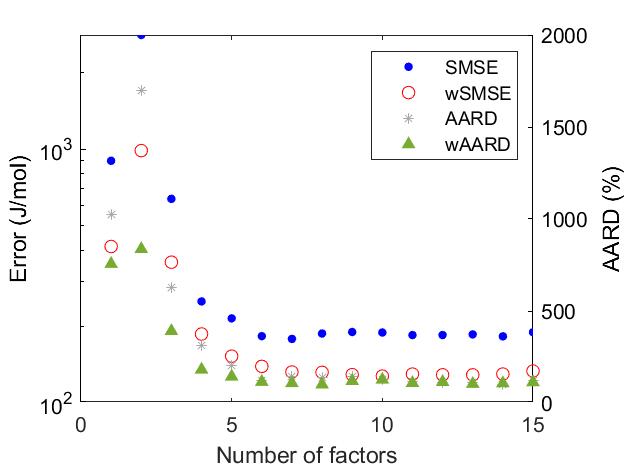 Error (J/mol)
10^3
10^2
SMSE
wSMSE
AARD
wAARD
2000
1500
1000
500
0
AARD (%)
0 5 10 15
Number of factors